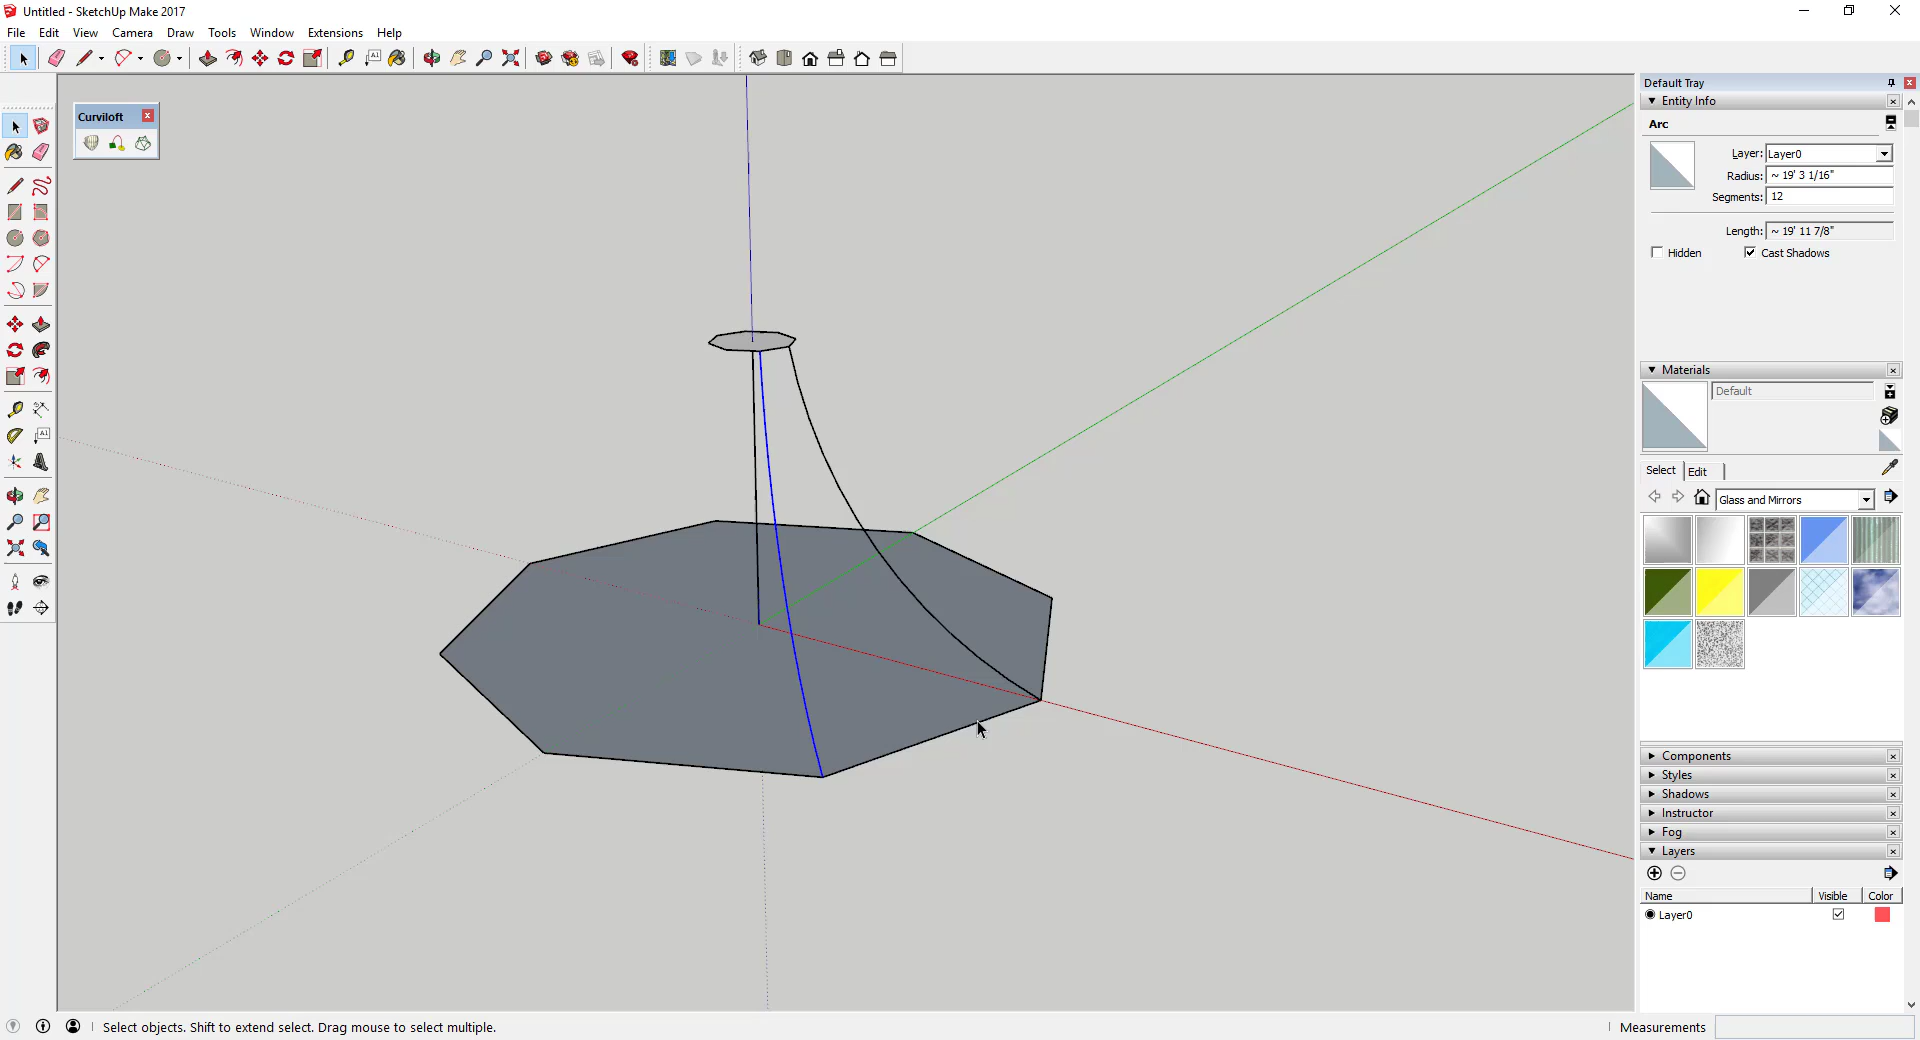 Untitled - SketchUp Make 2017
File Edit View Camera Draw Tools Window Extensions Help
A1
Default Tray
Curviloft
Entity Info
Arc
Layer: Layer0
Radius: ~ 19' 3 1/16"
Segments: 12
Length: ~ 19' 11 7/8"
Hidden Cast Shadows
Materials
Default
A1
Select Edit
Glass and Mirrors
Components
Styles
Shadows
Instructor
Fog
Layers
Name Visible Color
Layer0
Select objects. Shift to extend select. Drag mouse to select multiple.
Measurements